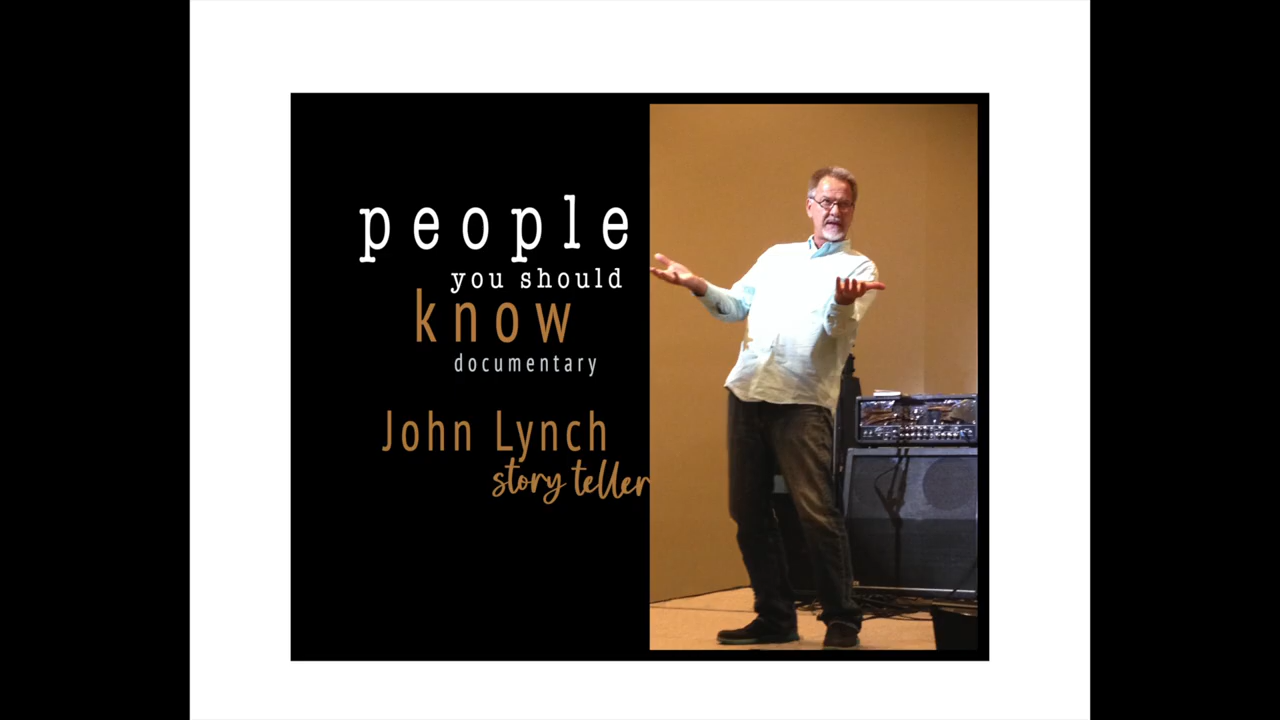 people
you should
know
documentary
John Lynch
story teller